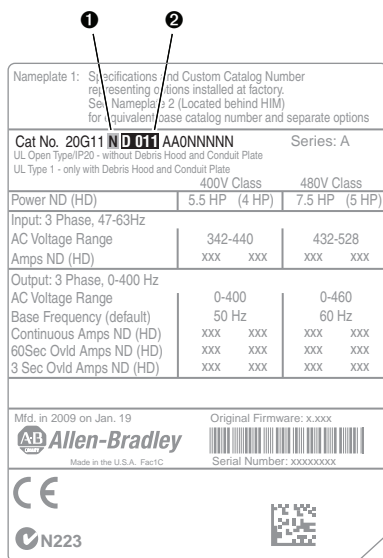 ❶ ❷
Nameplate 1: Specifications and Custom Catalog Number
representing options installed at factory.
See Nameplate 2 (Located behind HIM)
for equivalent base catalog number and separate options
Cat No. 20G11 N D 011 AA0NNNNN Series: A
UL Open Type/IP20 - without Debris Hood and Conduit Plate
UL Type 1 - only with Debris Hood and Conduit Plate
400V Class 480V Class
Power ND (HD) 5.5 HP (4 HP) 7.5 HP (5 HP)
Input: 3 Phase, 47-63Hz
AC Voltage Range 342-440 432-528
Amps ND (HD) xxx xxx xxx xxx
Output: 3 Phase, 0-400 Hz
AC Voltage Range 0-400 0-460
Base Frequency (default) 50 Hz 60 Hz
Continuous Amps ND (HD) xxx xxx xxx xxx
60Sec Ovld Amps ND (HD) xxx xxx xxx xxx
3 Sec Ovld Amps ND (HD) xxx xxx xxx xxx
Mfd. in 2009 on Jan. 19 Original Firmware: x.xxx
AB Allen-Bradley
Made in the U.S.A. Fac1C Serial Number: xxxxxxxx
CE
N223